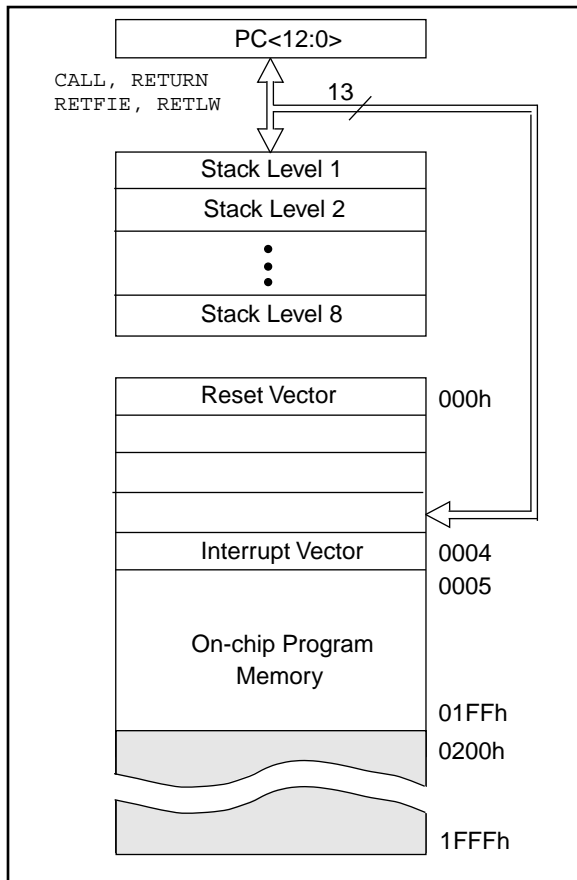 PC<12:0>
CALL, RETURN
RETFIE, RETLW
13
Stack Level 1
Stack Level 2
Stack Level 8
Reset Vector
000h
Interrupt Vector
0004
0005
On-chip Program
Memory
01FFh
0200h
1FFFh